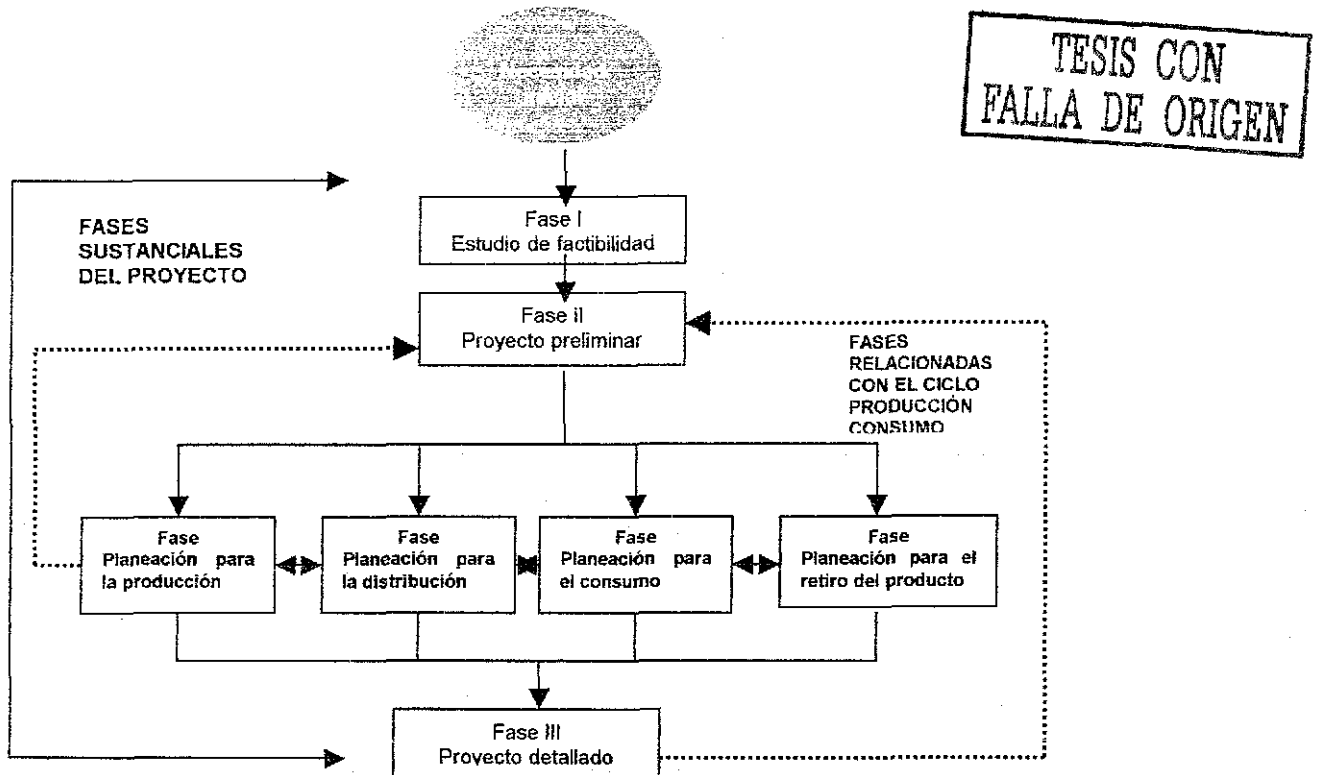 TESIS CON
FALLA DE ORIGEN
FASES
SUSTANCIALES
DEL PROYECTO
Fase I
Estudio de factibilidad
Fase II
Proyecto preliminar
FASES
RELACIONADAS
CON EL CICLO
PRODUCCIÓN
CONSUMO
Fase
Planeación para
la producción
Fase
Planeación para
la distribución
Fase
Planeación para
el consumo
Fase
Planeación para el
retiro del producto
Fase III
Proyecto detallado